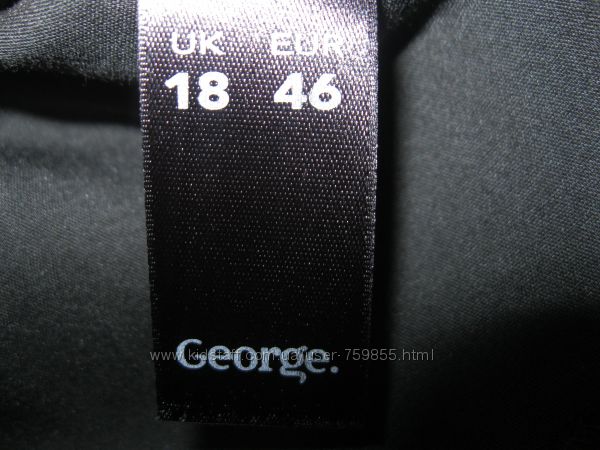 UK EUR
18 46
George.
www.kidstaff.com.ua/user-759855.html